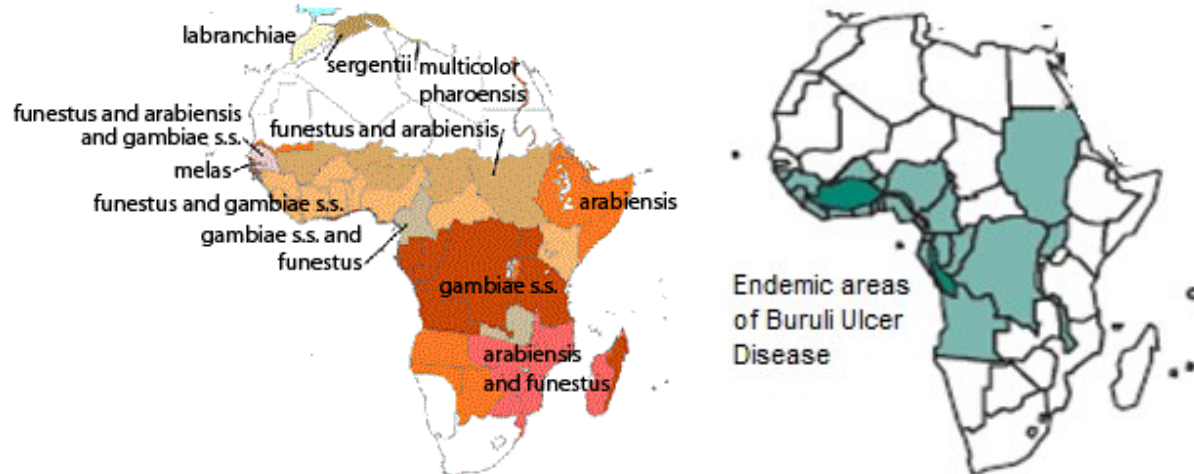 labranchiae
sergentii
multicolor
pharoensis
funestus and arabiensis
and gambiae s.s.
funestus and arabiensis
melas
funestus and gambiae s.s.
arabiensis
gambiae s.s. and
funestus
gambiae s.s.
arabiensis
and funestus
Endemic areas
of Buruli Ulcer
Disease